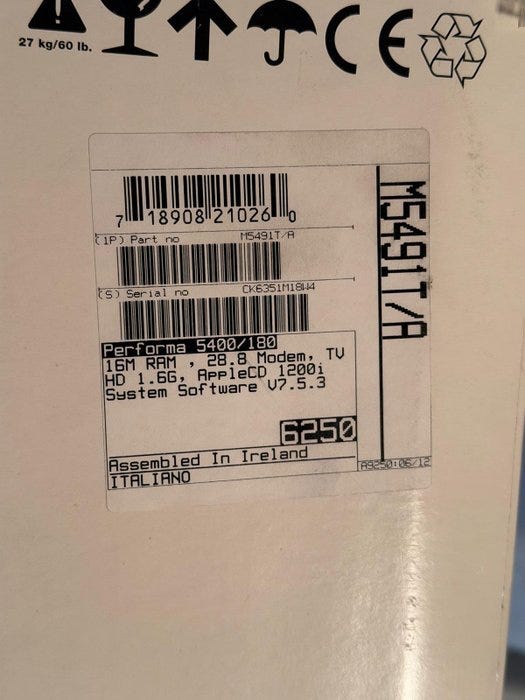 27 kg/60 lb.
CE
7 18908 21026 0
(1P) Part no M5491T/A
(S) Serial no CK6351M18W4
Performa 5400/180
16M RAM , 28.8 Modem, TV
HD 1.6G, AppleCD 1200i
System Software V7.5.3
6250
Assembled In Ireland
ITALIANO
M5491T/A
A9250:06/12